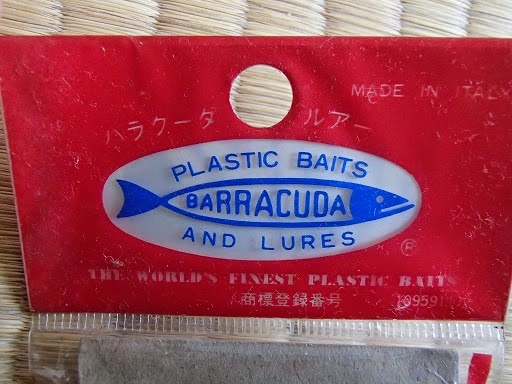 MADE IN ITALY
バラクーダ ルアー
PLASTIC BAITS
BARRACUDA
AND LURES
®
THE WORLD'S FINEST PLASTIC BAITS
商標登録番号